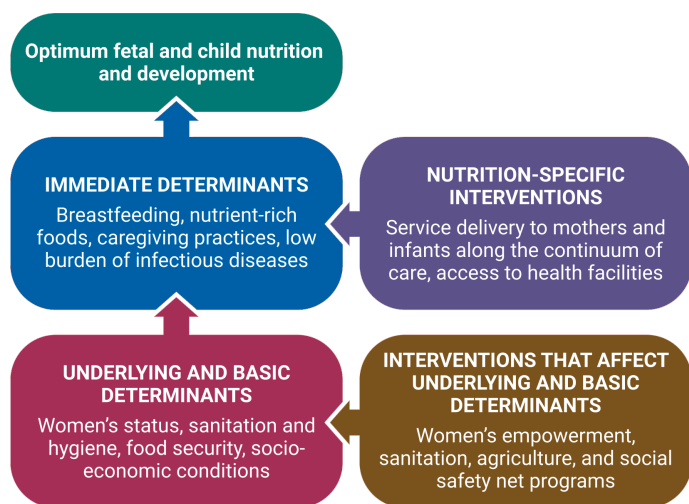 Optimum fetal and child nutrition
and development
IMMEDIATE DETERMINANTS
Breastfeeding, nutrient-rich
foods, caregiving practices, low
burden of infectious diseases
NUTRITION-SPECIFIC
INTERVENTIONS
Service delivery to mothers and
infants along the continuum of
care, access to health facilities
UNDERLYING AND BASIC
DETERMINANTS
Women’s status, sanitation and
hygiene, food security, socio-
economic conditions
INTERVENTIONS THAT AFFECT
UNDERLYING AND BASIC
DETERMINANTS
Women’s empowerment,
sanitation, agriculture, and social
safety net programs